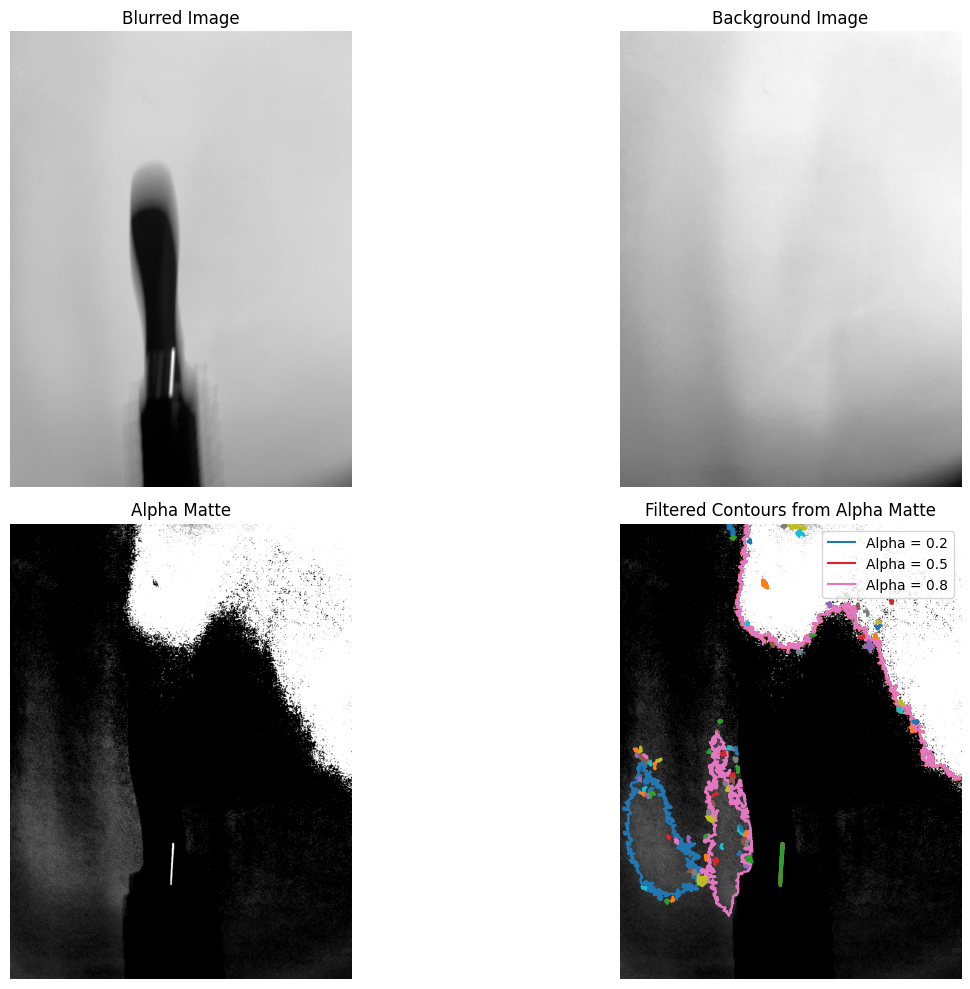 Blurred Image
Background Image
Alpha Matte
Filtered Contours from Alpha Matte
Alpha = 0.2
Alpha = 0.5
Alpha = 0.8